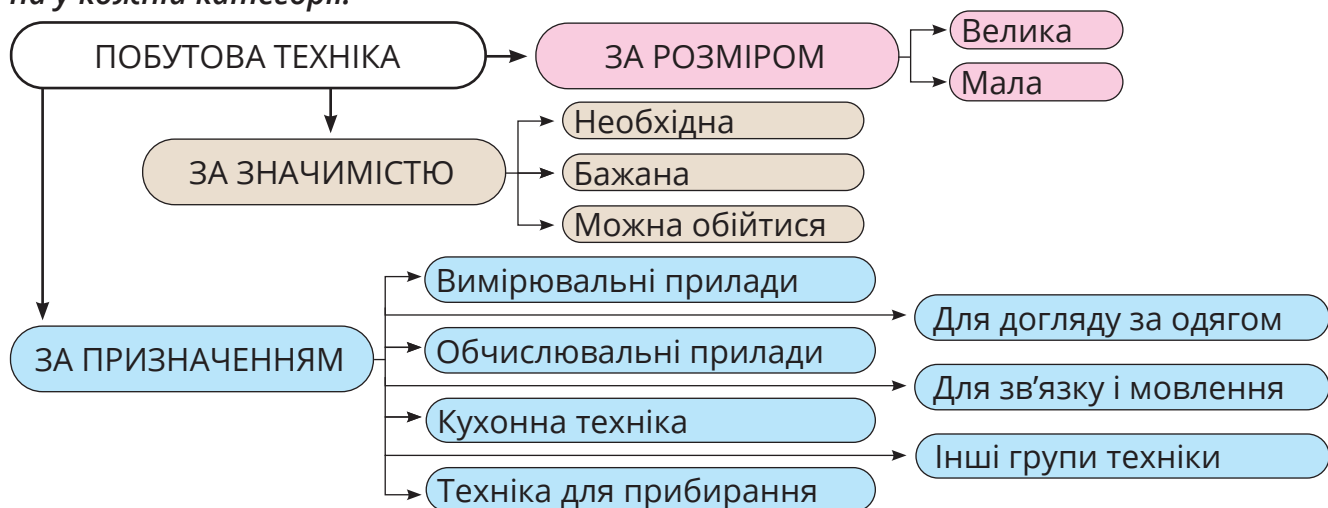 ПОБУТОВА ТЕХНІКА
ЗА РОЗМІРОМ
Велика
Мала
ЗА ЗНАЧИМІСТЮ
Необхідна
Бажана
Можна обійтися
ЗА ПРИЗНАЧЕННЯМ
Вимірювальні прилади
Для догляду за одягом
Обчислювальні прилади
Для зв’язку і мовлення
Кухонна техніка
Інші групи техніки
Техніка для прибирання